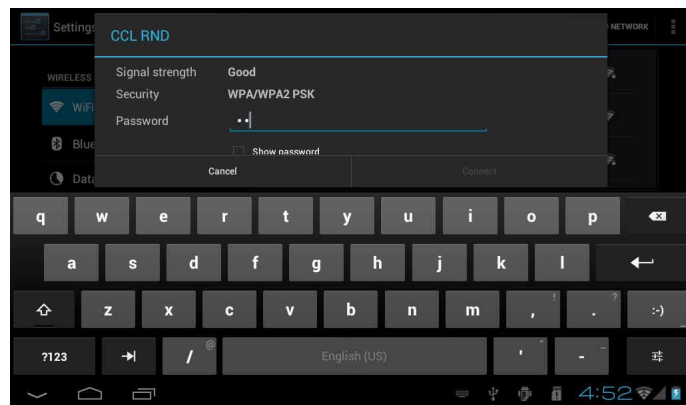 Settings
NETWORK
CCL RND
WIRELESS
Signal strength Good
Security WPA/WPA2 PSK
WiFi
Password ••
Blue
Show password
Data
Cancel Connect
q w e r t y u i o p
a s d f g h j k l
z x c v b n m , ! . ? :-)
?123 / @ English (US) ' " - _
4:52